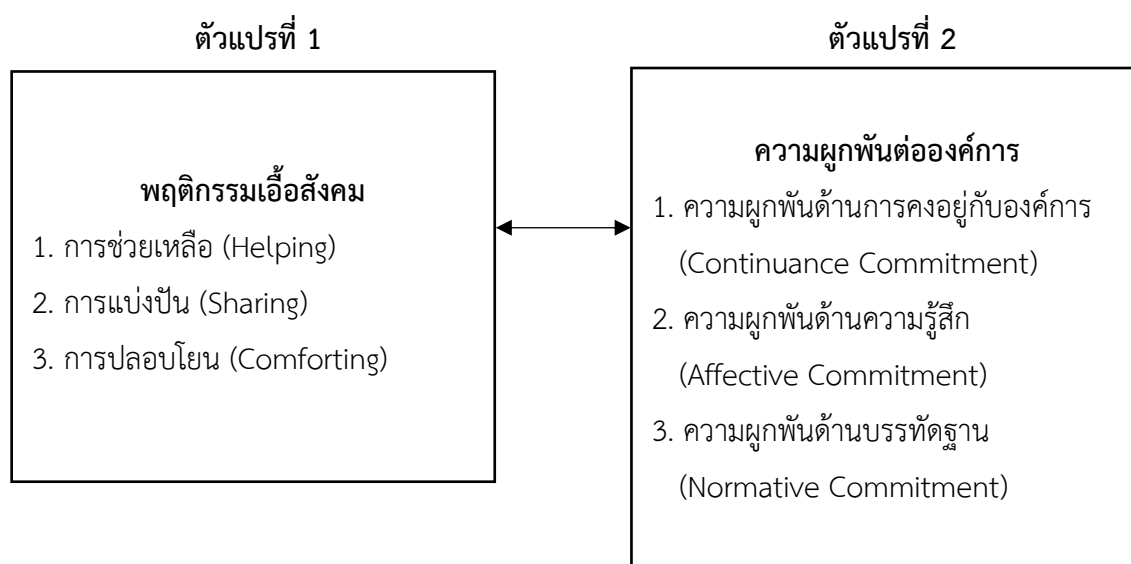 ตัวแปรที่ 1
พฤติกรรมเอื้อสังคม
1. การช่วยเหลือ (Helping)
2. การแบ่งปัน (Sharing)
3. การปลอบโยน (Comforting)
ตัวแปรที่ 2
ความผูกพันต่อองค์การ
1. ความผูกพันด้านการคงอยู่กับองค์การ
(Continuance Commitment)
2. ความผูกพันด้านความรู้สึก
(Affective Commitment)
3. ความผูกพันด้านบรรทัดฐาน
(Normative Commitment)